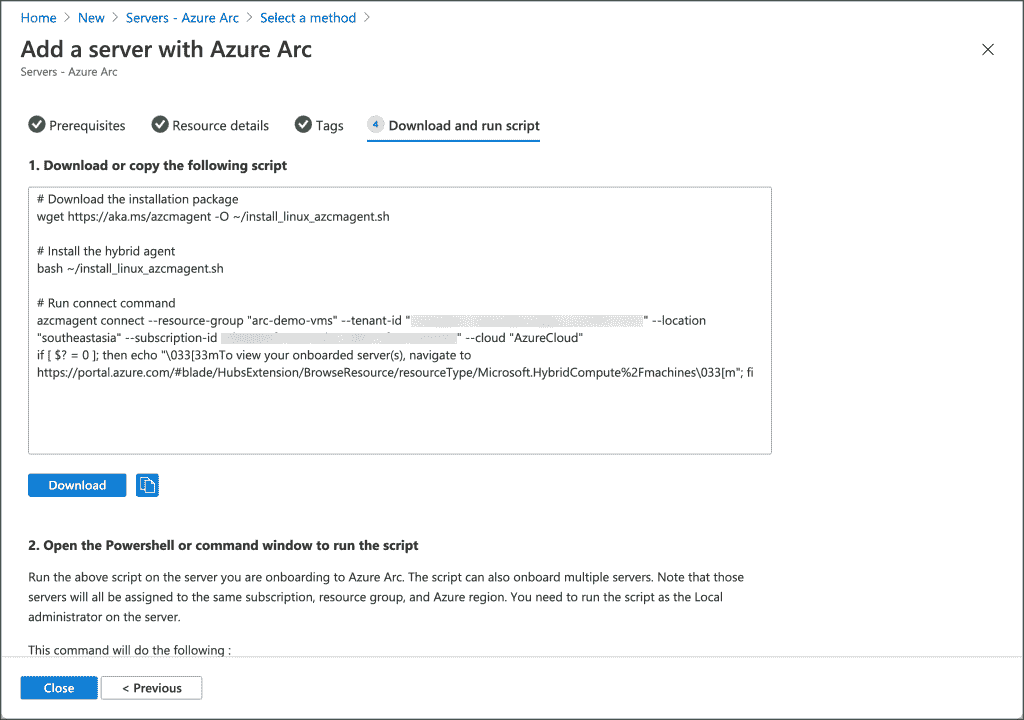 Home > New > Servers - Azure Arc > Select a method >
Add a server with Azure Arc
Servers - Azure Arc
Prerequisites Resource details Tags 4 Download and run script
1. Download or copy the following script
# Download the installation package
wget https://aka.ms/azcmagent -O ~/install_linux_azcmagent.sh
# Install the hybrid agent
bash ~/install_linux_azcmagent.sh
# Run connect command
azcmagent connect --resource-group "arc-demo-vms" --tenant-id " " --location
"southeastasia" --subscription-id " --cloud "AzureCloud"
if [ $? = 0 ]; then echo "\033[33mTo view your onboarded server(s), navigate to
https://portal.azure.com/#blade/HubsExtension/BrowseResource/resourceType/Microsoft.HybridCompute%2Fmachines\033[m"; fi
Download
2. Open the Powershell or command window to run the script
Run the above script on the server you are onboarding to Azure Arc. The script can also onboard multiple servers. Note that those
servers will all be assigned to the same subscription, resource group, and Azure region. You need to run the script as the Local
administrator on the server.
This command will do the following :
Close < Previous